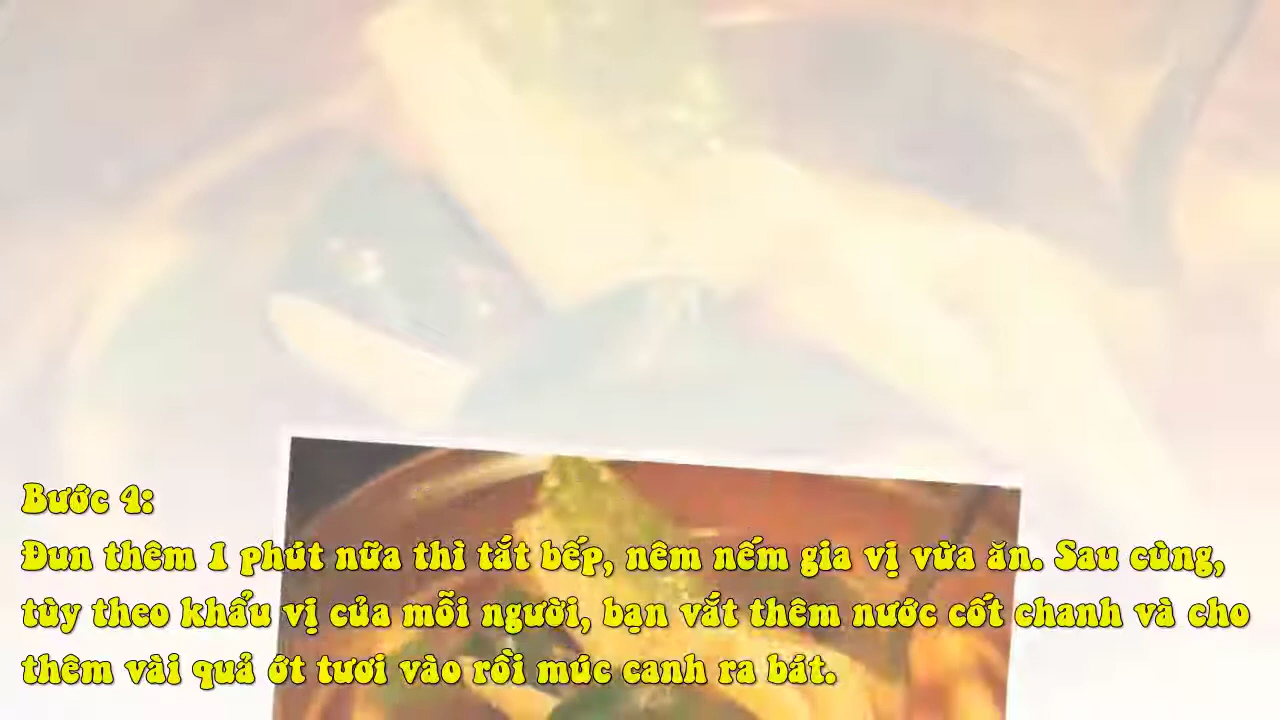 Bước 4:
Đun thêm 1 phút nữa thì tắt bếp, nêm nếm gia vị vừa ăn. Sau cùng,
tùy theo khẩu vị của mỗi người, bạn vắt thêm nước cốt chanh và cho
thêm vài quả ớt tươi vào rồi múc canh ra bát.